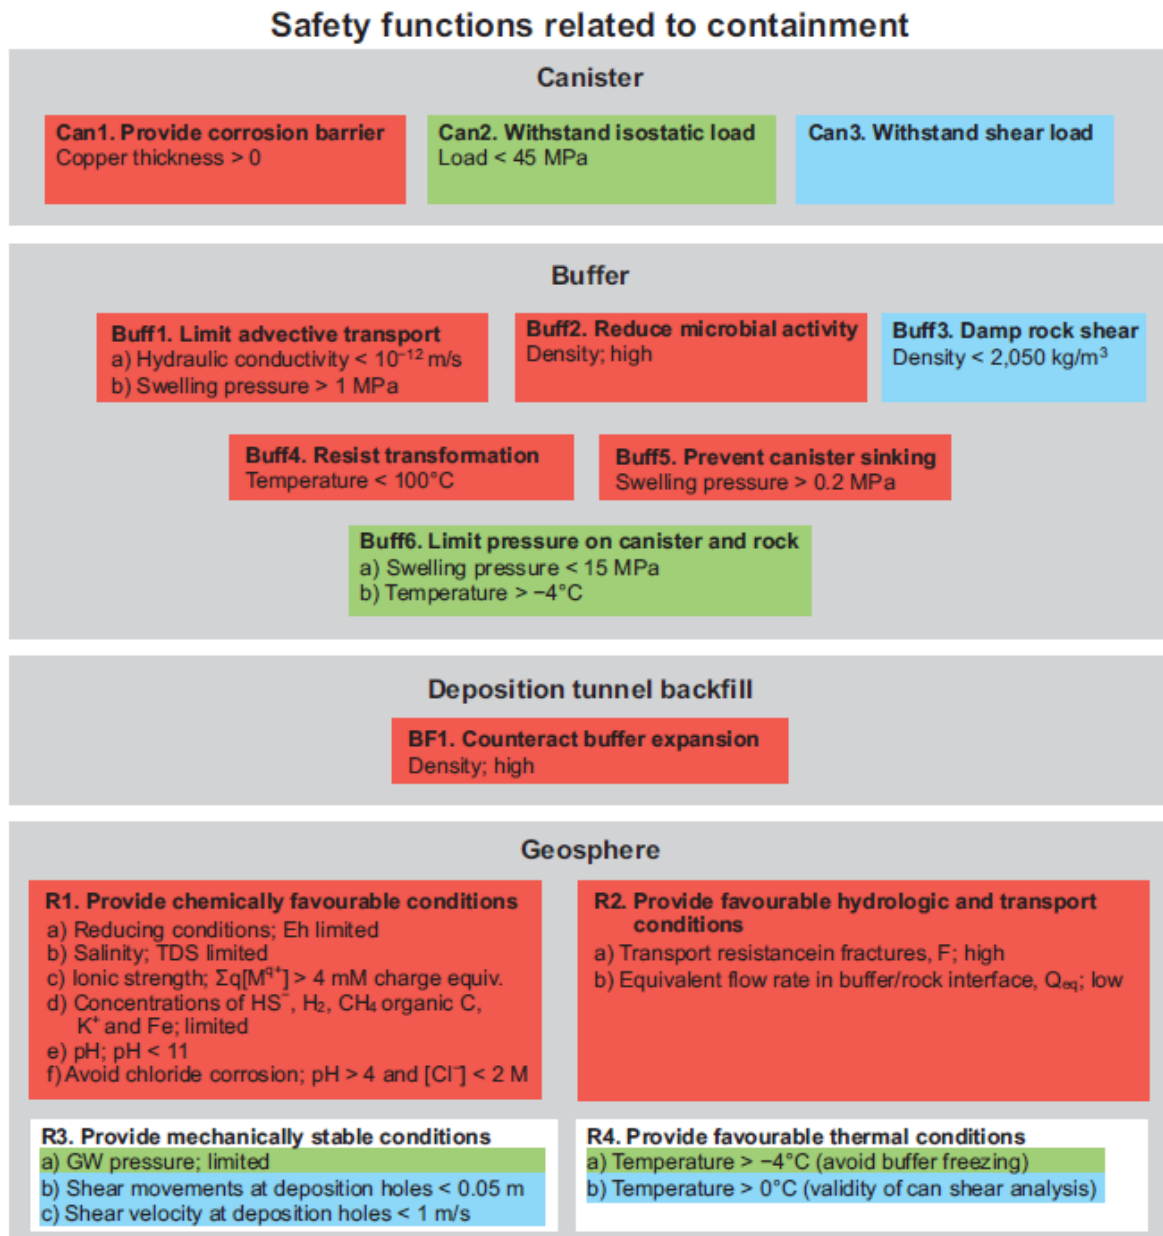 Safety functions related to containment
Canister
Can1. Provide corrosion barrier
Copper thickness > 0
Can2. Withstand isostatic load
Load < 45 MPa
Can3. Withstand shear load
Buffer
Buff1. Limit advective transport
a) Hydraulic conductivity < 10⁻¹² m/s
b) Swelling pressure > 1 MPa
Buff2. Reduce microbial activity
Density; high
Buff3. Damp rock shear
Density < 2,050 kg/m³
Buff4. Resist transformation
Temperature < 100°C
Buff5. Prevent canister sinking
Swelling pressure > 0.2 MPa
Buff6. Limit pressure on canister and rock
a) Swelling pressure < 15 MPa
b) Temperature > −4°C
Deposition tunnel backfill
BF1. Counteract buffer expansion
Density; high
Geosphere
R1. Provide chemically favourable conditions
a) Reducing conditions; Eh limited
b) Salinity; TDS limited
c) Ionic strength; Σq[M^q+] > 4 mM charge equiv.
d) Concentrations of HS⁻, H₂, CH₄ organic C,
K⁺ and Fe; limited
e) pH; pH < 11
f) Avoid chloride corrosion; pH > 4 and [Cl⁻] < 2 M
R2. Provide favourable hydrologic and transport
conditions
a) Transport resistancein fractures, F; high
b) Equivalent flow rate in buffer/rock interface, Q_eq; low
R3. Provide mechanically stable conditions
a) GW pressure; limited
b) Shear movements at deposition holes < 0.05 m
c) Shear velocity at deposition holes < 1 m/s
R4. Provide favourable thermal conditions
a) Temperature > −4°C (avoid buffer freezing)
b) Temperature > 0°C (validity of can shear analysis)